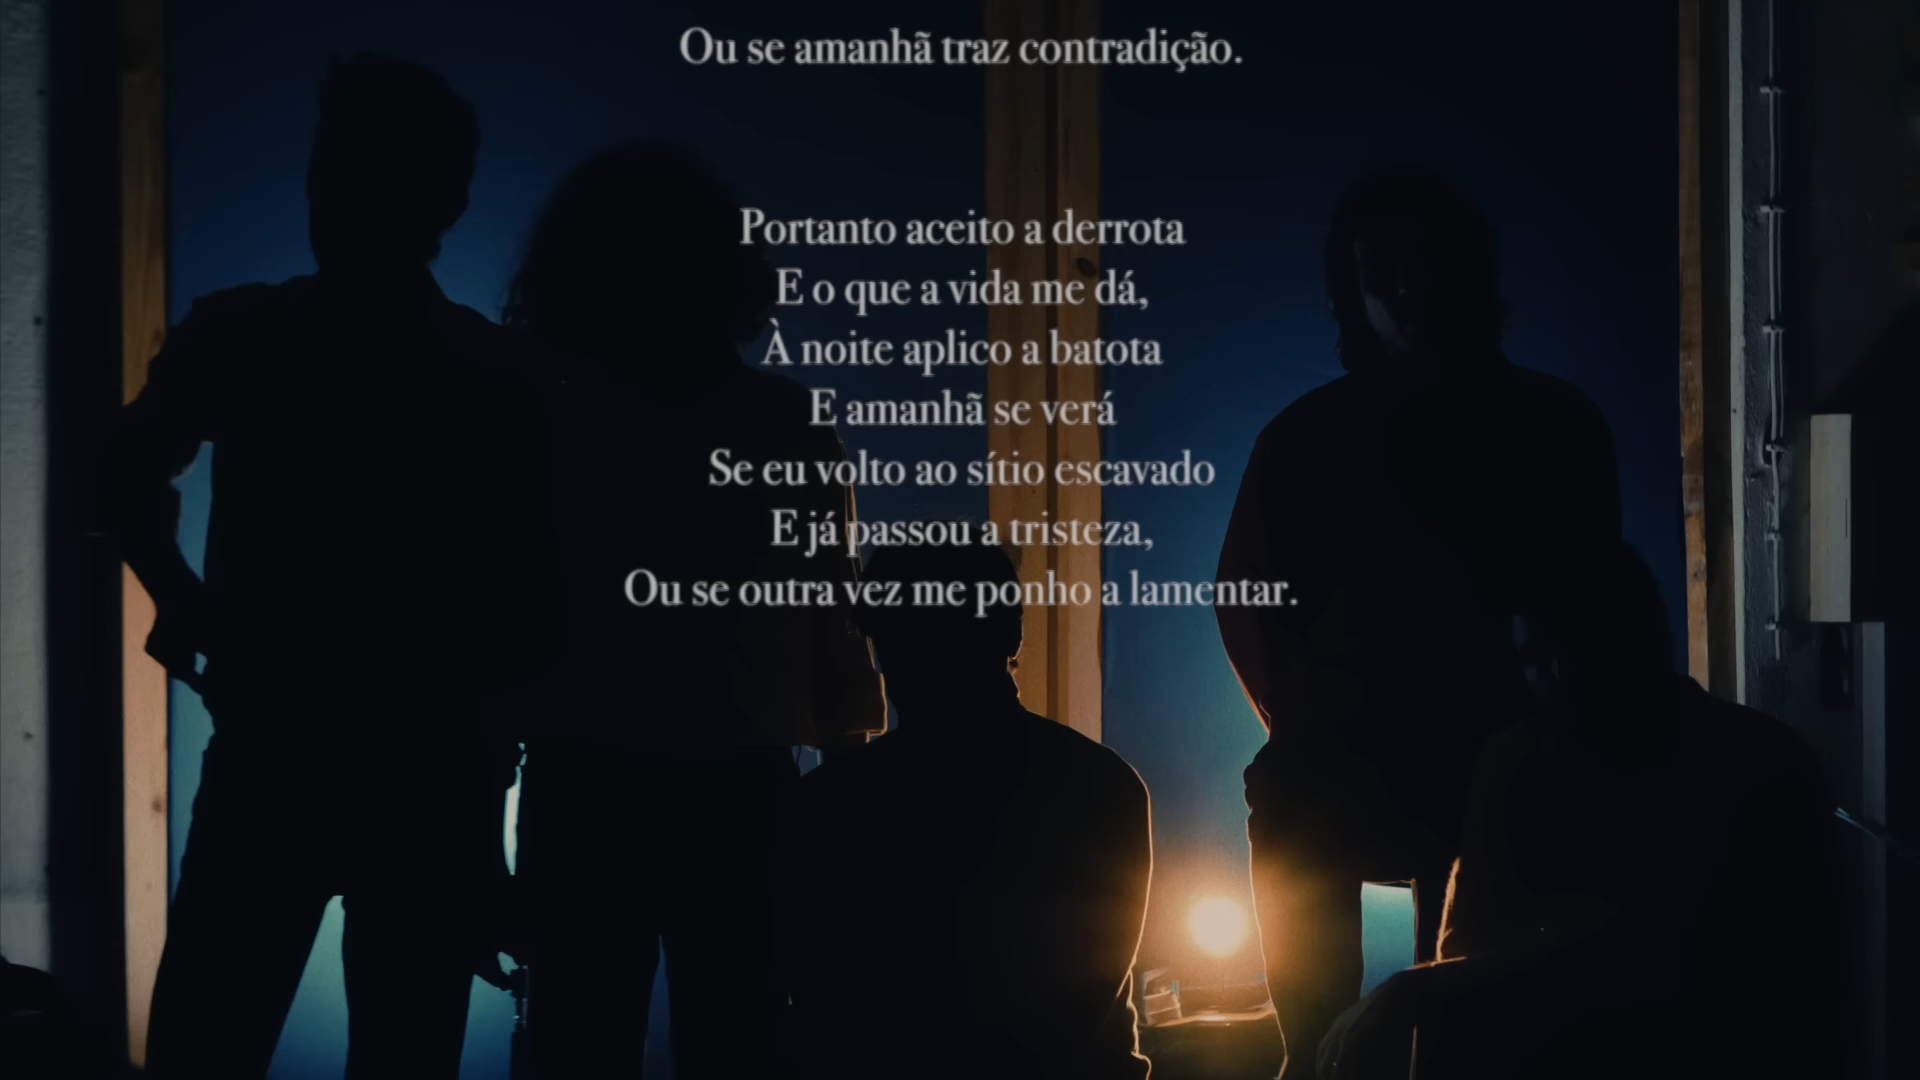 Ou se amanhã traz contradição.
Portanto aceito a derrota
E o que a vida me dá,
À noite aplico a batota
E amanhã se verá
Se eu volto ao sítio escavado
E já passou a tristeza,
Ou se outra vez me ponho a lamentar.